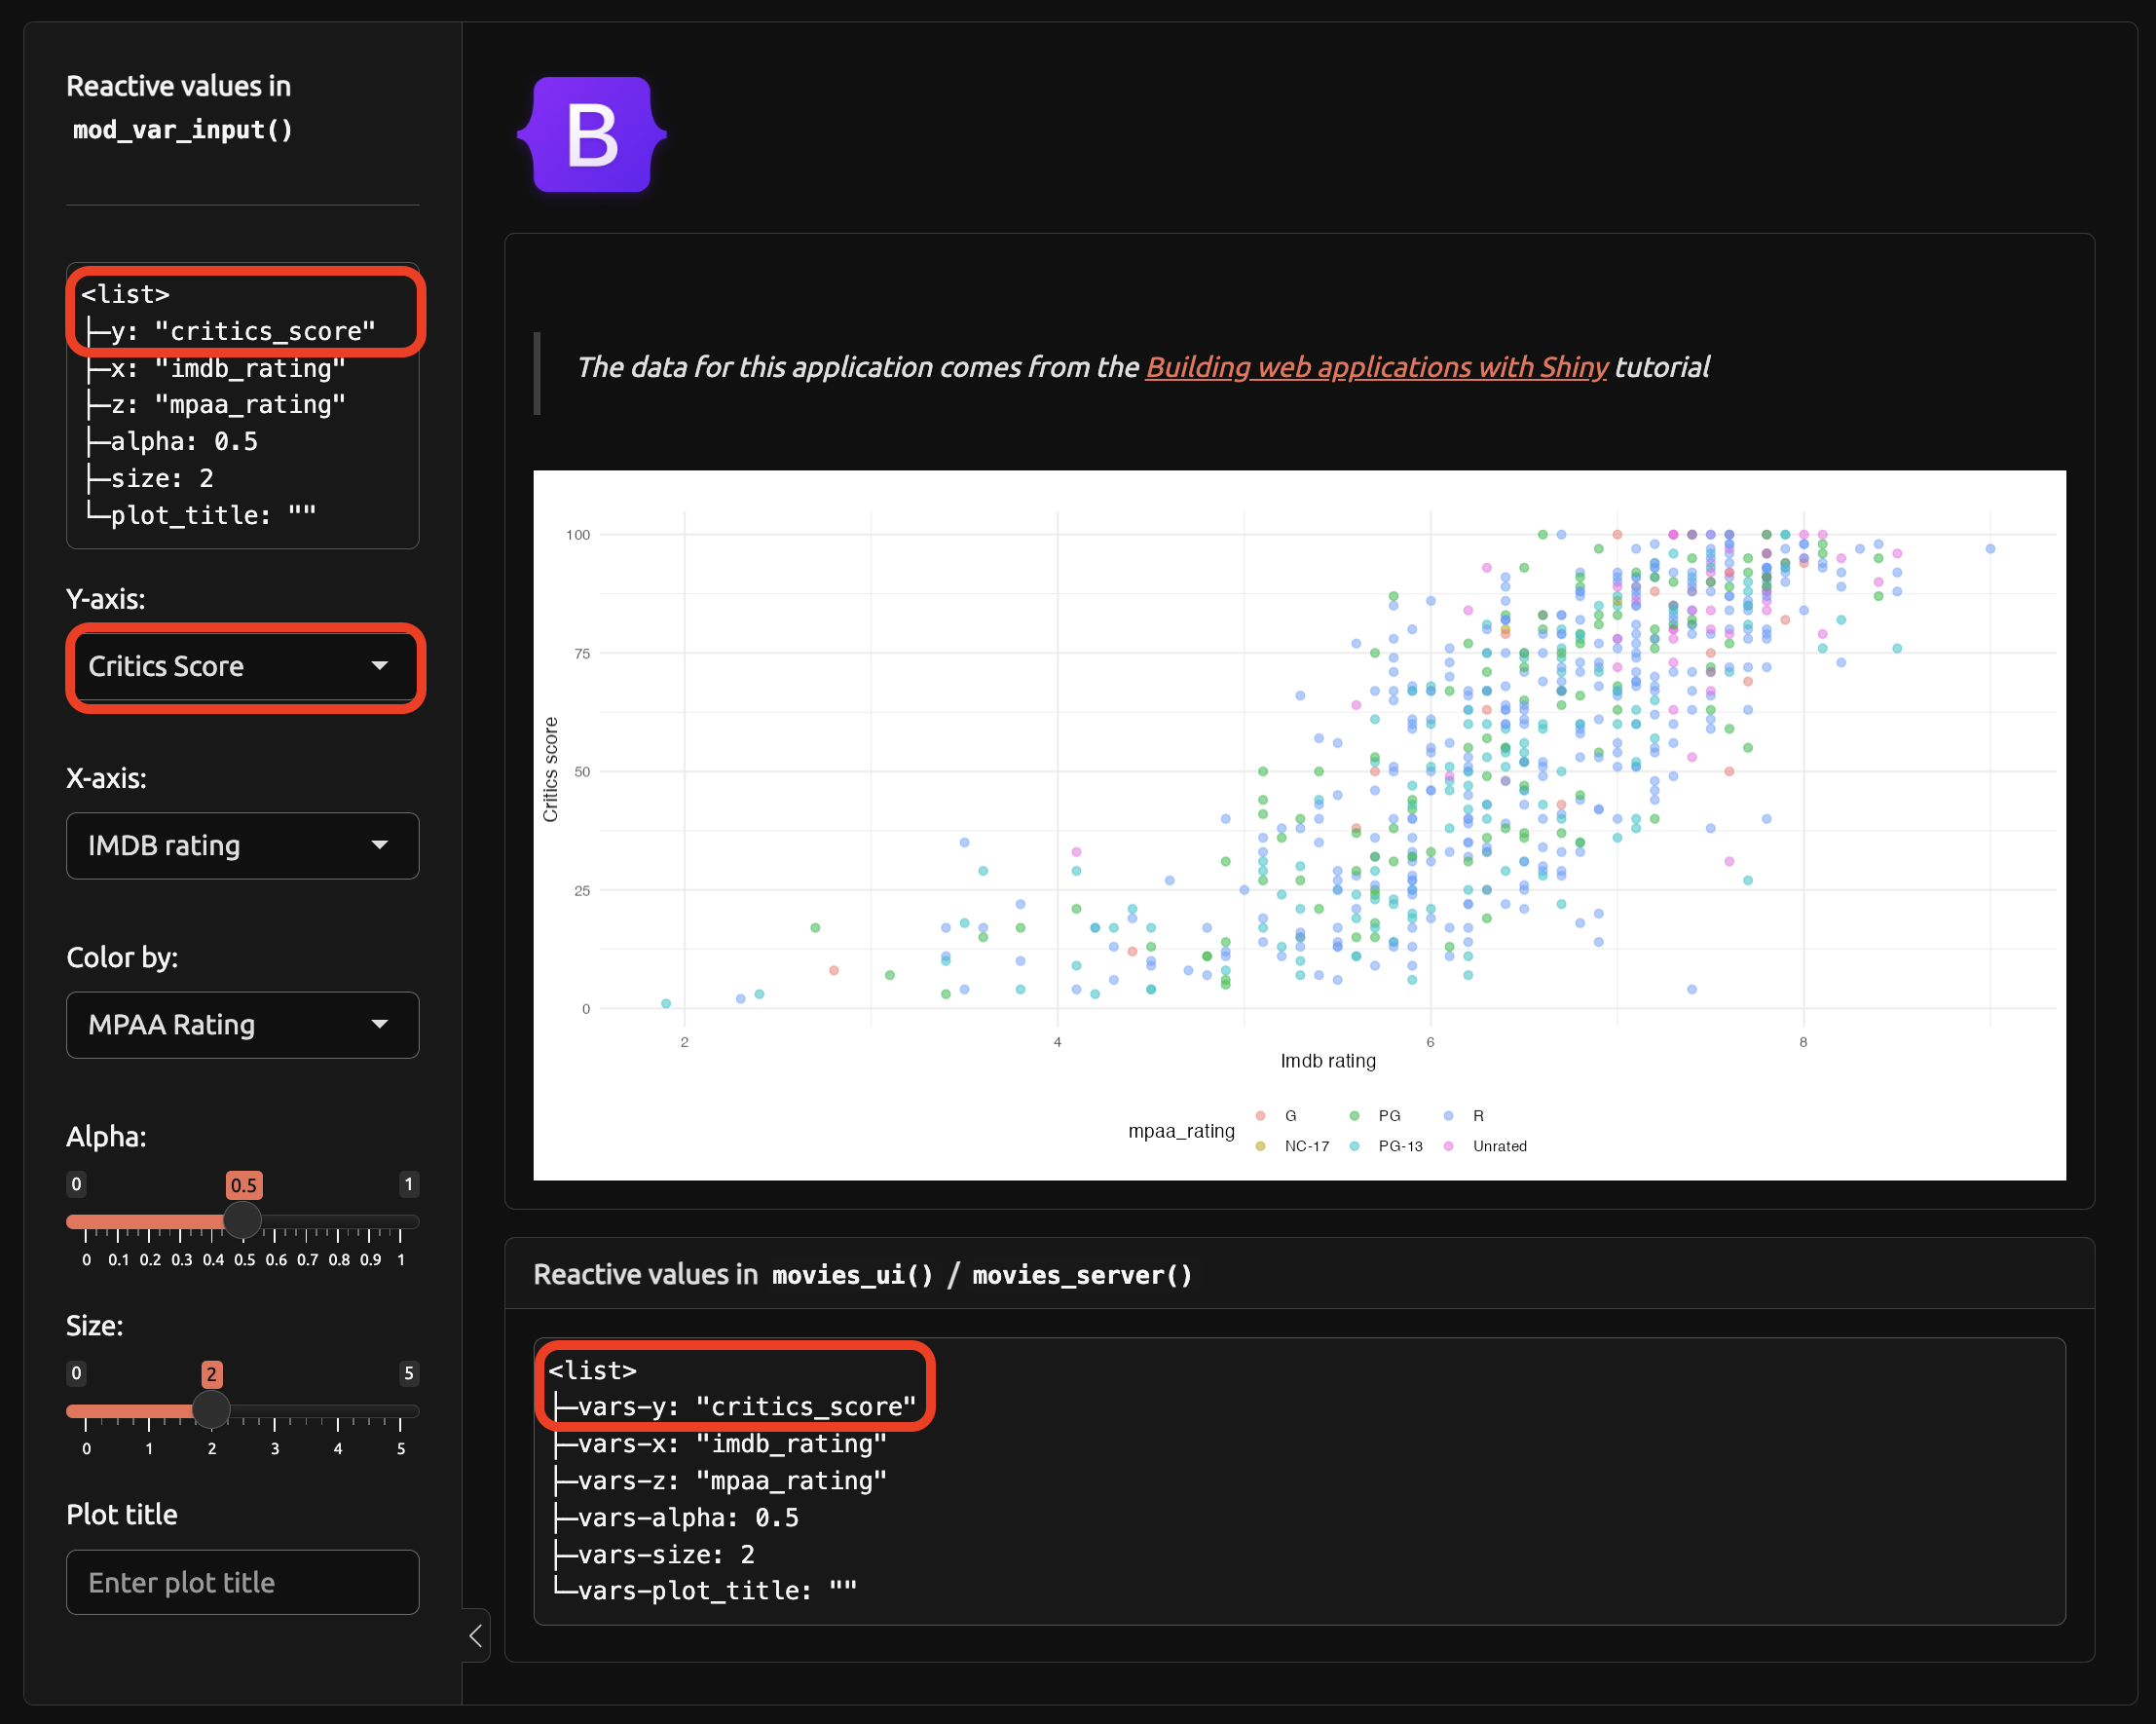 Reactive values in
mod_var_input()
<list>
├─y: "critics_score"
├─x: "imdb_rating"
├─z: "mpaa_rating"
├─alpha: 0.5
├─size: 2
└─plot_title: ""
Y-axis:
Critics Score
X-axis:
IMDB rating
Color by:
MPAA Rating
Alpha:
0 0.5 1
0 0.1 0.2 0.3 0.4 0.5 0.6 0.7 0.8 0.9 1
Size:
0 2 5
0 1 2 3 4 5
Plot title
Enter plot title
B
The data for this application comes from the Building web applications with Shiny tutorial
100
75
50
25
0
Critics score
2 4 6 8
Imdb rating
mpaa_rating
G PG R
NC-17 PG-13 Unrated
Reactive values in movies_ui() / movies_server()
<list>
├─vars-y: "critics_score"
├─vars-x: "imdb_rating"
├─vars-z: "mpaa_rating"
├─vars-alpha: 0.5
├─vars-size: 2
└─vars-plot_title: ""